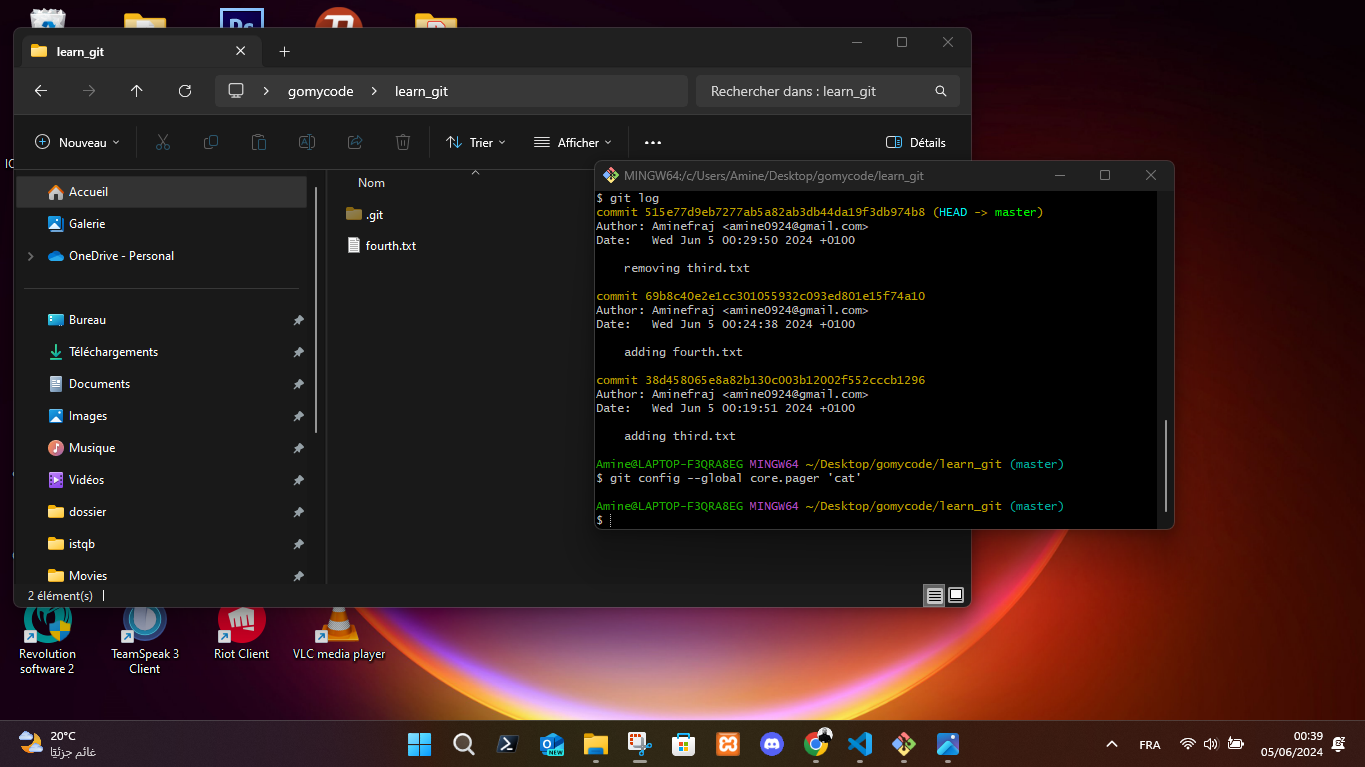 Ps
learn_git
gomycode
learn_git
Rechercher dans : learn_git
Nouveau
Trier
Afficher
Détails
Accueil
Galerie
OneDrive - Personal
Bureau
Téléchargements
Documents
Images
Musique
Vidéos
dossier
istqb
Movies
Nom
.git
fourth.txt
2 élément(s)
MINGW64:/c/Users/Amine/Desktop/gomycode/learn_git
$ git log
commit 515e77d9eb7277ab5a82ab3db44da19f3db974b8 (HEAD -> master)
Author: Aminefraj <amine0924@gmail.com>
Date:   Wed Jun 5 00:29:50 2024 +0100
removing third.txt
commit 69b8c40e2e1cc301055932c093ed801e15f74a10
Author: Aminefraj <amine0924@gmail.com>
Date:   Wed Jun 5 00:24:38 2024 +0100
adding fourth.txt
commit 38d458065e8a82b130c003b12002f552cccb1296
Author: Aminefraj <amine0924@gmail.com>
Date:   Wed Jun 5 00:19:51 2024 +0100
adding third.txt
Amine@LAPTOP-F3QRA8EG MINGW64 ~/Desktop/gomycode/learn_git (master)
$ git config --global core.pager 'cat'
Amine@LAPTOP-F3QRA8EG MINGW64 ~/Desktop/gomycode/learn_git (master)
$
Revolution
software 2
TeamSpeak 3
Client
Riot Client
VLC media player
20°C
غائم جزئيًا
NEW
FRA
00:39
05/06/2024